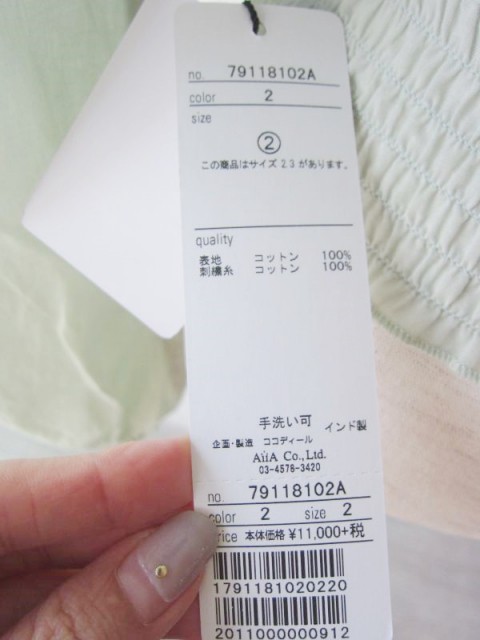 no. 79118102A
color 2
size
②
この商品はサイズ 2 3 があります。
quality
表地 コットン 100%
刺繍糸 コットン 100%
手洗い可 インド製
企画・製造 ココディール
AiiA Co.,Ltd.
03-4578-3420
no. 79118102A
color 2 size 2
price 本体価格 ¥11,000+税
1791181020220
2011000000912